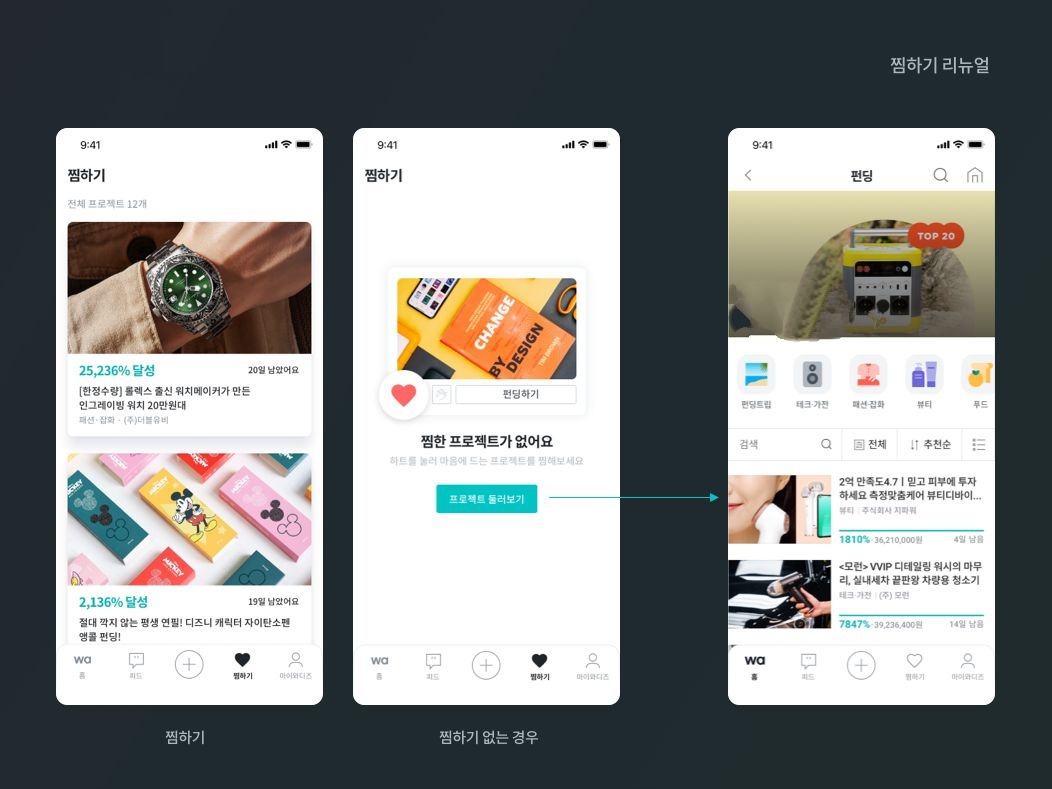 찜하기 리뉴얼
9:41
찜하기
전체 프로젝트 12개
25,236% 달성
20일 남았어요
[한정수량] 롤렉스 출신 워치메이커가 만든
인그레이빙 워치 20만원대
패션·잡화 · (주)더블유비
MICKEY
2,136% 달성
19일 남았어요
절대 깍지 않는 평생 연필! 디즈니 캐릭터 자이탄소펜
앵콜 펀딩!
wa
홈
피드
찜하기
마이와디즈
찜하기
9:41
찜하기
CHANGE
BY
DESIGN
TIM BROWN
펀딩하기
찜한 프로젝트가 없어요
하트를 눌러 마음에 드는 프로젝트를 찜해보세요
프로젝트 둘러보기
wa
홈
피드
찜하기
마이와디즈
찜하기 없는 경우
9:41
펀딩
TOP 20
펀딩트립
테크·가전
패션·잡화
뷰티
푸드
검색
전체
추천순
2억 만족도4.7ㅣ믿고 피부에 투자
하세요 측정맞춤케어 뷰티디바이...
뷰티 | 주식회사 지파워
1810%·36,210,000원
4일 남음
<모런> VVIP 디테일링 워시의 마무
리, 실내세차 끝판왕 차량용 청소기
테크·가전 | (주) 모런
7847%·39,236,400원
14일 남음
wa
홈
피드
찜하기
마이와디즈